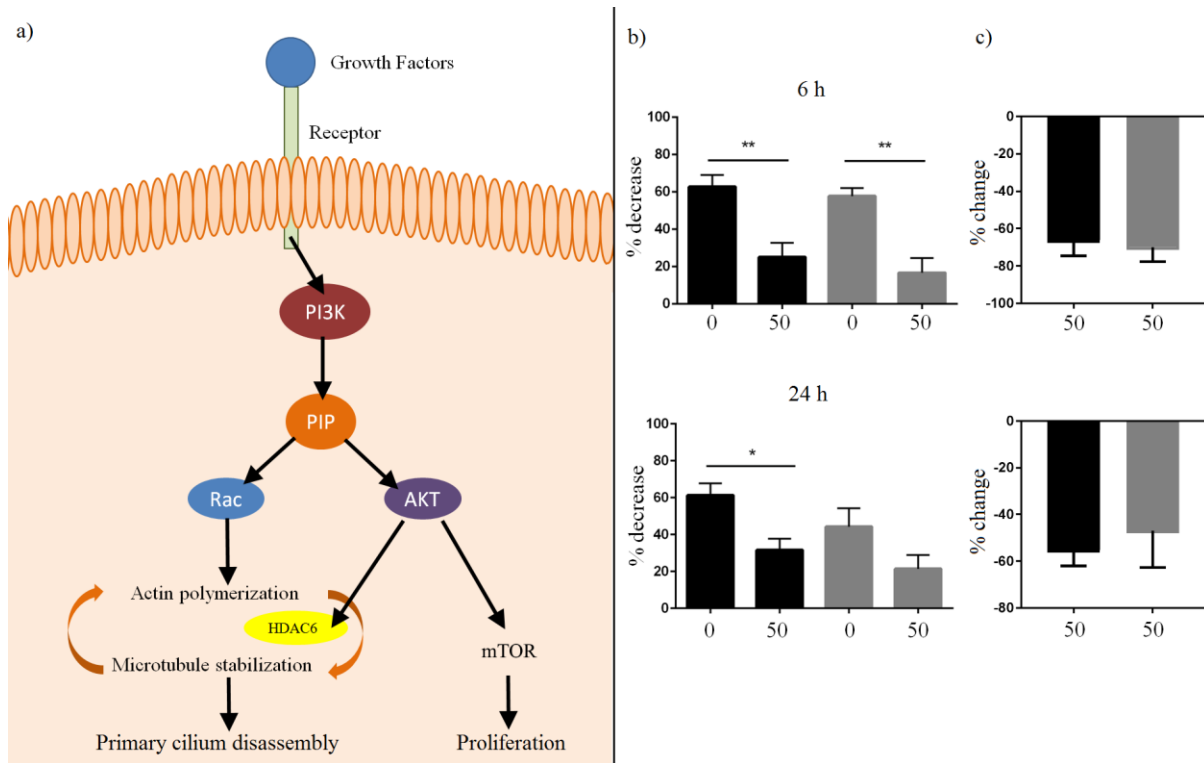 a)
Growth Factors
Receptor
PI3K
PIP
Rac
AKT
Actin polymerization
HDAC6
Microtubule stabilization
mTOR
Primary cilium disassembly
Proliferation
b)
6 h
% decrease
100
80
60
40
20
0
**
**
0 50 0 50
24 h
% decrease
100
80
60
40
20
0
*
0 50 0 50
c)
% change
0
-20
-40
-60
-80
-100
50 50
% change
0
-20
-40
-60
-80
50 50